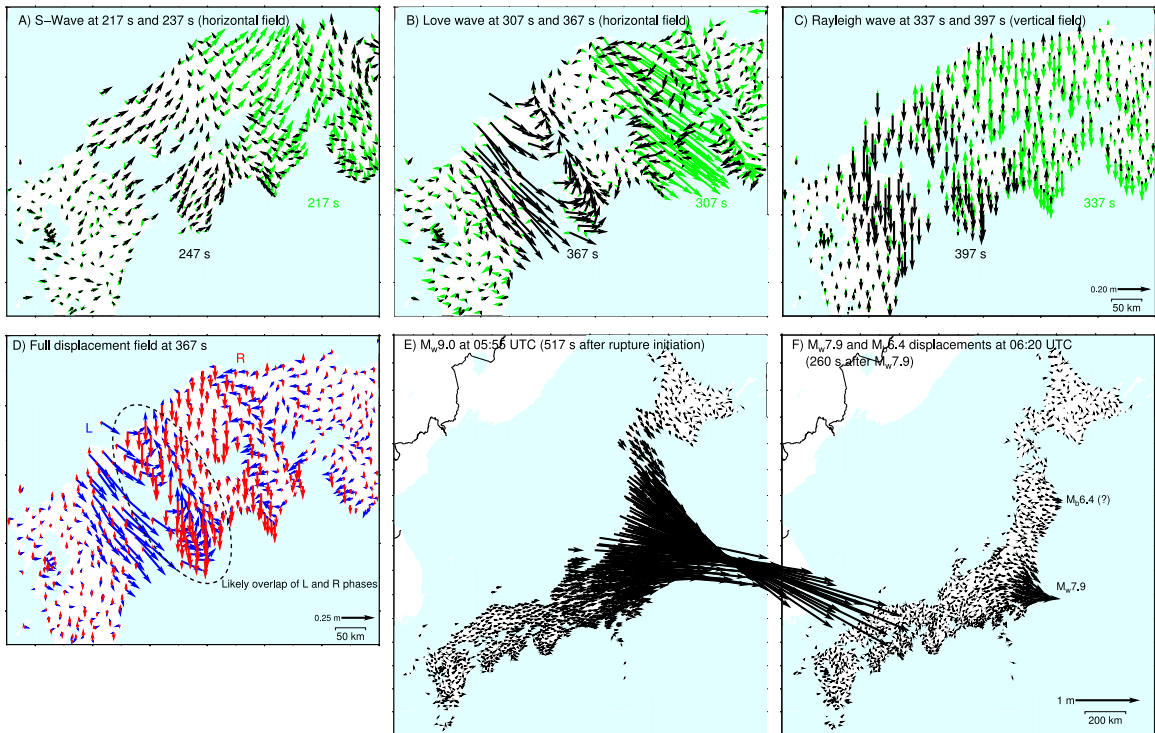 A) S-Wave at 217 s and 237 s (horizontal field)
217 s
247 s
B) Love wave at 307 s and 367 s (horizontal field)
307 s
367 s
C) Rayleigh wave at 337 s and 397 s (vertical field)
337 s
397 s
0.20 m
50 km
D) Full displacement field at 367 s
R
L
Likely overlap of L and R phases
0.25 m
50 km
E) Mw9.0 at 05:55 UTC (517 s after rupture initiation)
F) Mw7.9 and Mb6.4 displacements at 06:20 UTC
(260 s after Mw7.9)
Mb6.4 (?)
Mw7.9
1 m
200 km